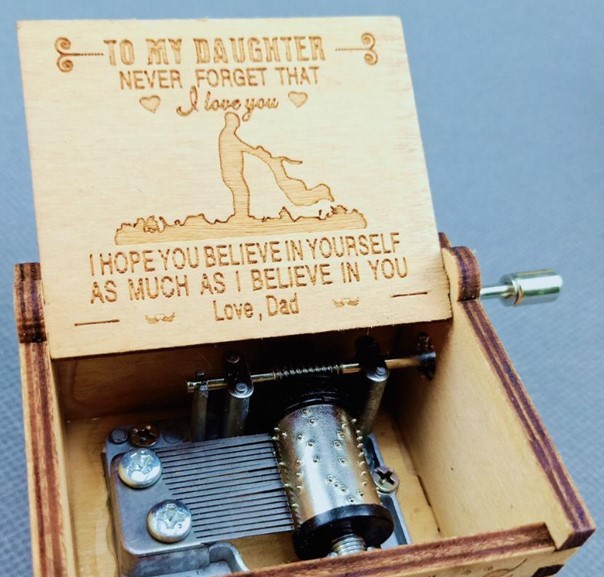 TO MY DAUGHTER
NEVER FORGET THAT
I love you
I HOPE YOU BELIEVE IN YOURSELF
AS MUCH AS I BELIEVE IN YOU
Love, Dad